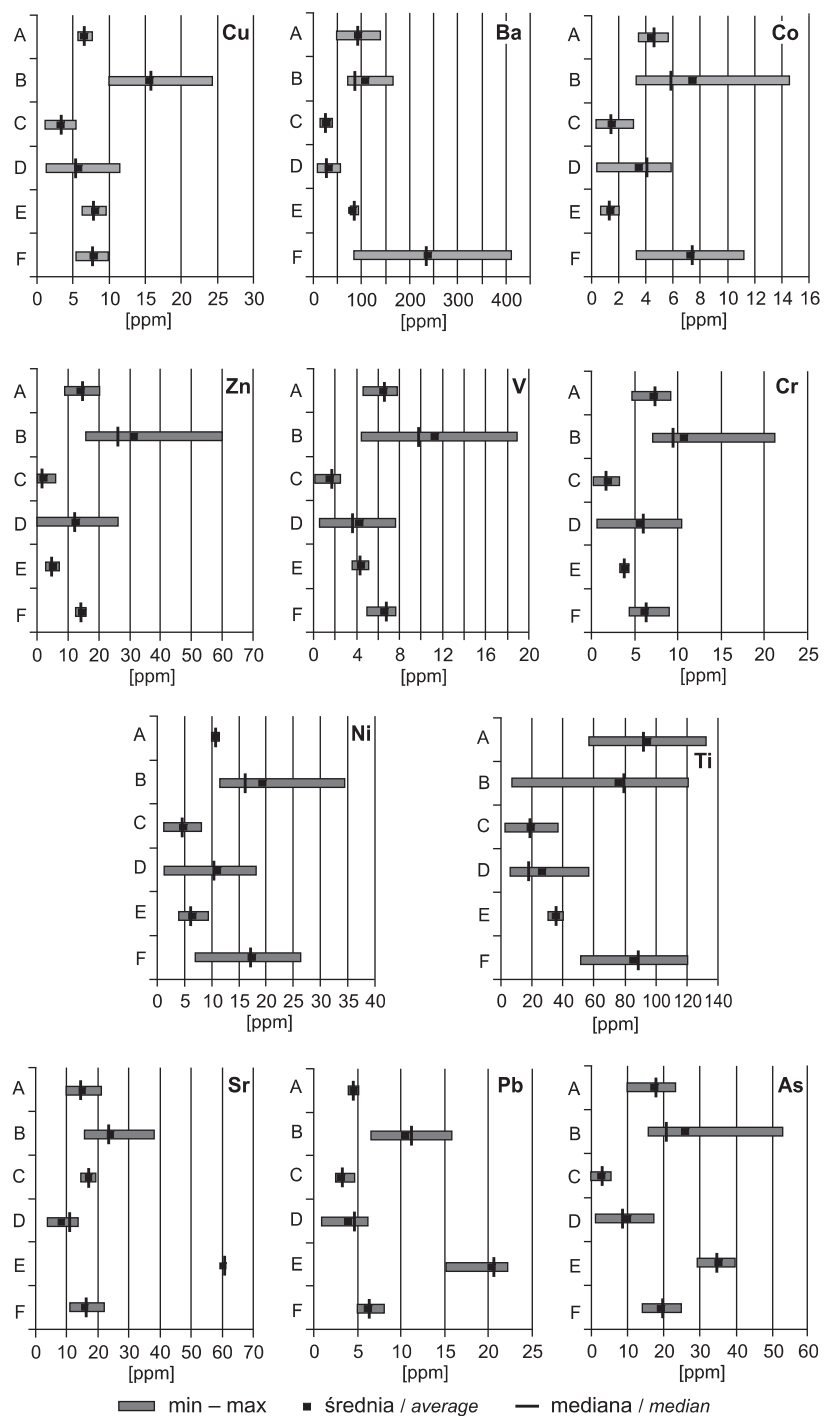 Cu
A
B
C
D
E
F
0 5 10 15 20 25 30
[ppm]
Ba
A
B
C
D
E
F
0 100 200 300 400
[ppm]
Co
A
B
C
D
E
F
0 2 4 6 8 10 12 14 16
[ppm]
Zn
A
B
C
D
E
F
0 10 20 30 40 50 60 70
[ppm]
V
A
B
C
D
E
F
0 4 8 12 16 20
[ppm]
Cr
A
B
C
D
E
F
0 5 10 15 20 25
[ppm]
Ni
A
B
C
D
E
F
0 5 10 15 20 25 30 35 40
[ppm]
Ti
A
B
C
D
E
F
0 20 40 60 80 100 120 140
[ppm]
Sr
A
B
C
D
E
F
0 10 20 30 40 50 60 70
[ppm]
Pb
A
B
C
D
E
F
0 5 10 15 20 25
[ppm]
As
A
B
C
D
E
F
0 10 20 30 40 50 60
[ppm]
min – max średnia / average mediana / median